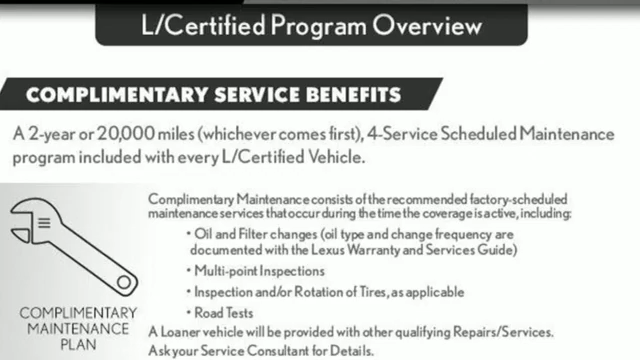 L/Certified Program Overview
COMPLIMENTARY SERVICE BENEFITS
A 2-year or 20,000 miles (whichever comes first), 4-Service Scheduled Maintenance
program included with every L/Certified Vehicle.
Complimentary Maintenance consists of the recommended factory-scheduled
maintenance services that occur during the time the coverage is active, including:
• Oil and Filter changes (oil type and change frequency are
documented with the Lexus Warranty and Services Guide)
• Multi-point Inspections
• Inspection and/or Rotation of Tires, as applicable
• Road Tests
A Loaner vehicle will be provided with other qualifying Repairs/Services.
Ask your Service Consultant for Details.
COMPLIMENTARY
MAINTENANCE
PLAN